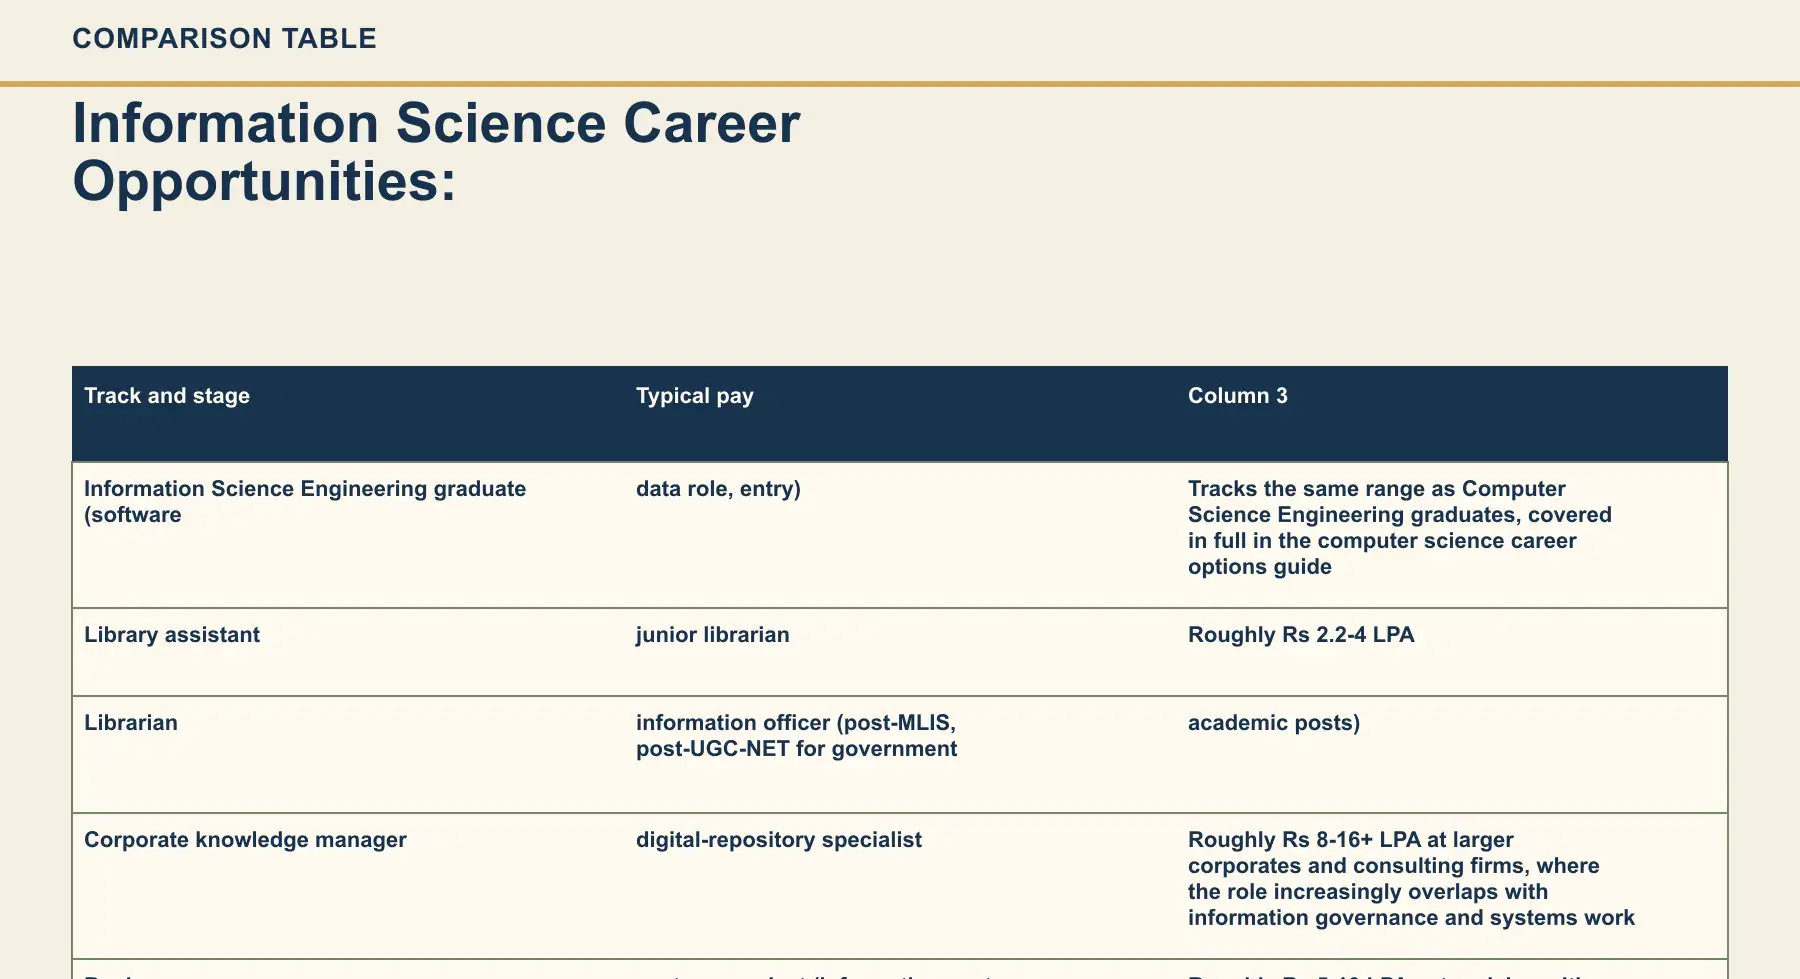 COMPARISON TABLE
Information Science Career
Opportunities:
Track and stage
Typical pay
Column 3
Information Science Engineering graduate
(software
data role, entry)
Tracks the same range as Computer
Science Engineering graduates, covered
in full in the computer science career
options guide
Library assistant
junior librarian
Roughly Rs 2.2-4 LPA
Librarian
information officer (post-MLIS,
post-UGC-NET for government
academic posts)
Corporate knowledge manager
digital-repository specialist
Roughly Rs 8-16+ LPA at larger
corporates and consulting firms, where
the role increasingly overlaps with
information governance and systems work